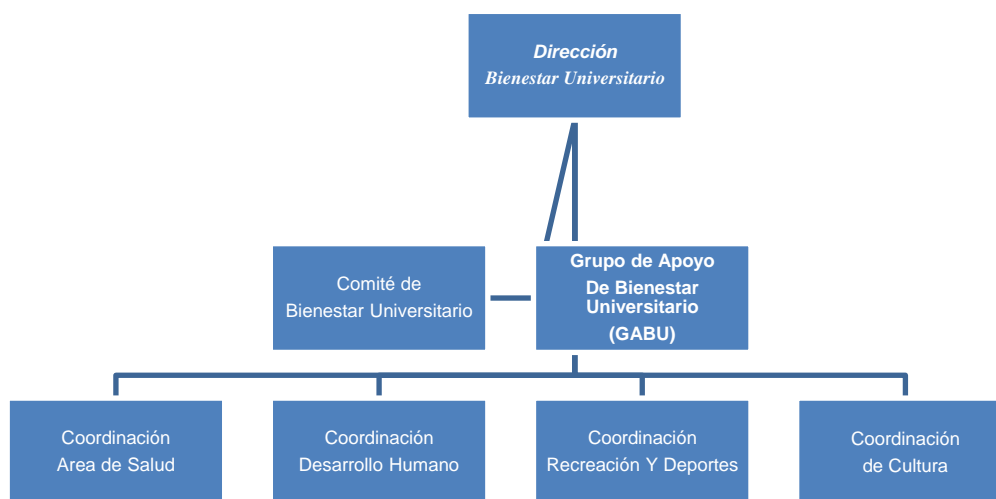 Dirección
Bienestar Universitario
Comité de
Bienestar Universitario
Grupo de Apoyo
De Bienestar
Universitario
(GABU)
Coordinación
Area de Salud
Coordinación
Desarrollo Humano
Coordinación
Recreación Y Deportes
Coordinación
de Cultura